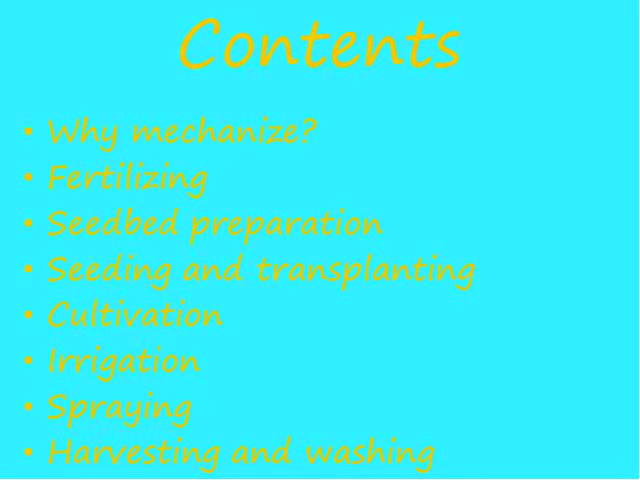 Contents
• Why mechanize?
• Fertilizing
• Seedbed preparation
• Seeding and transplanting
• Cultivation
• Irrigation
• Spraying
• Harvesting and washing